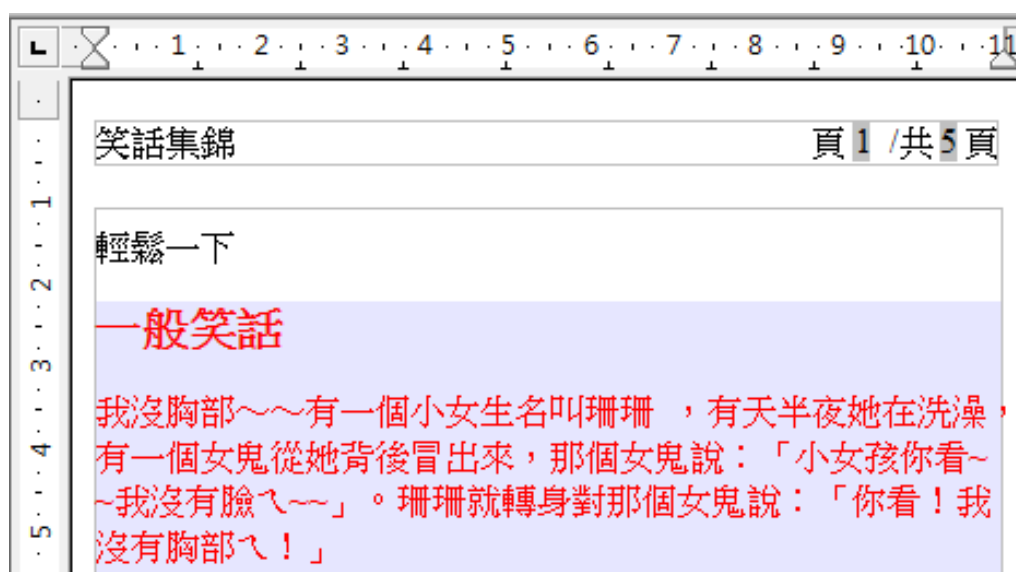 1 2 3 4 5 6 7 8 9 10 11
笑話集錦 頁 1 /共 5 頁
1
輕鬆一下
2
一般笑話
3
我沒胸部～～有一個小女生名叫珊珊 ，有天半夜她在洗澡，
4
有一個女鬼從她背後冒出來，那個女鬼說：「小女孩你看~
~我沒有臉ㄟ~~」。珊珊就轉身對那個女鬼說：「你看！我
5
沒有胸部ㄟ！」